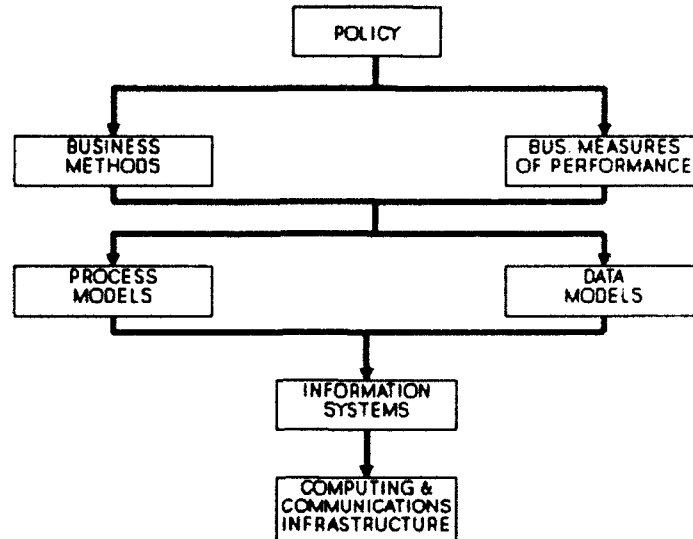 POLICY
BUSINESS
METHODS
BUS. MEASURES
OF PERFORMANCE
PROCESS
MODELS
DATA
MODELS
INFORMATION
SYSTEMS
COMPUTING &
COMMUNICATIONS
INFRASTRUCTURE